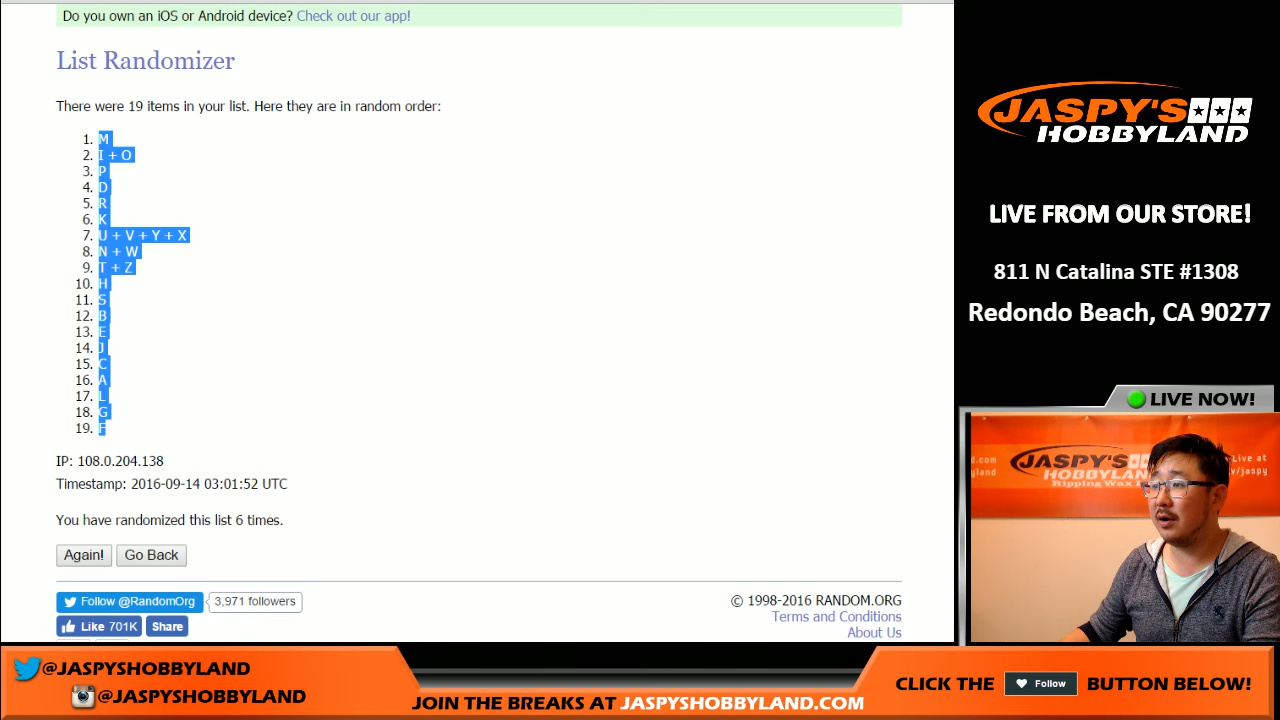 Do you own an iOS or Android device? Check out our app!
List Randomizer
There were 19 items in your list. Here they are in random order:
1. M
2. I + O
3. P
4. D
5. R
6. K
7. U + V + Y + X
8. N + W
9. T + Z
10. H
11. S
12. B
13. E
14. J
15. C
16. A
17. L
18. G
19. F
IP: 108.0.204.138
Timestamp: 2016-09-14 03:01:52 UTC
You have randomized this list 6 times.
Again! Go Back
Follow @RandomOrg 3,971 followers
Like 701K Share
© 1998-2016 RANDOM.ORG
Terms and Conditions
About Us
JASPY'S
HOBBYLAND
LIVE FROM OUR STORE!
811 N Catalina STE #1308
Redondo Beach, CA 90277
LIVE NOW!
JASPY'S
HOBBYLAND
Ripping Wax
Live at
@JASPYSHOBBYLAND
@JASPYSHOBBYLAND
JOIN THE BREAKS AT JASPYSHOBBYLAND.COM
CLICK THE Follow BUTTON BELOW!